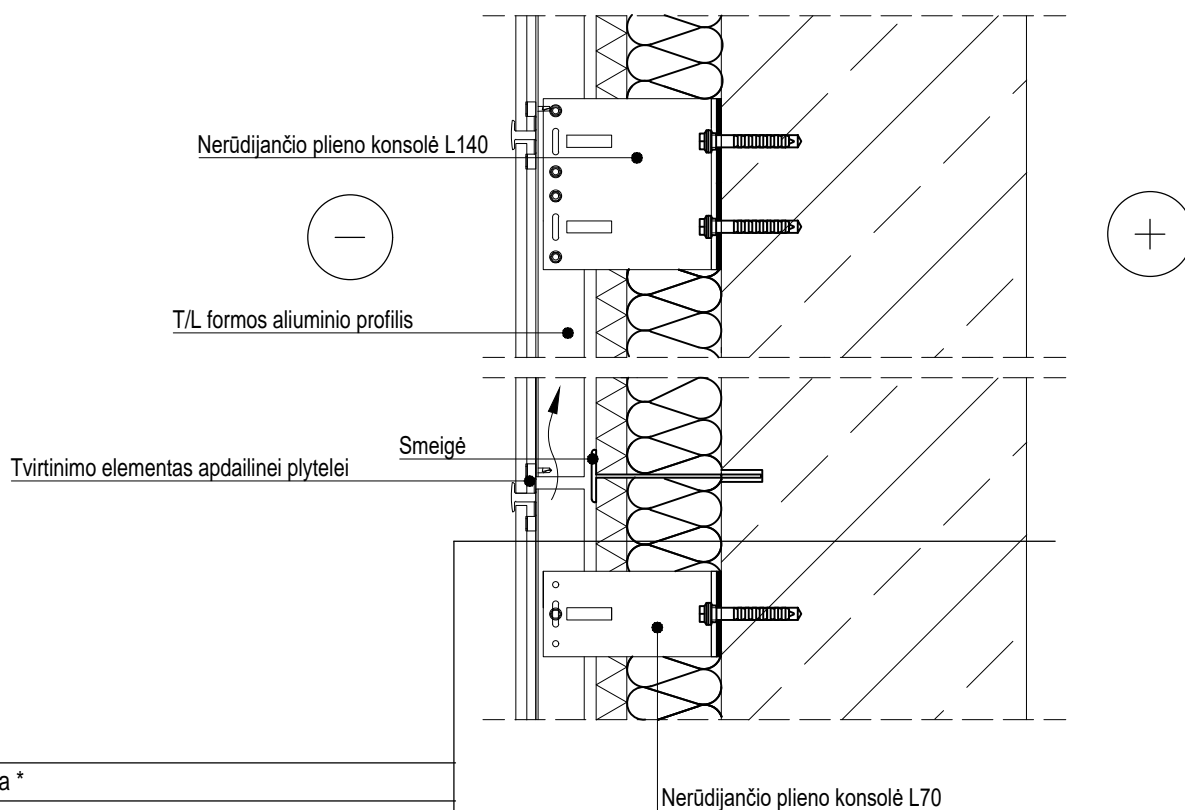 Nerūdijančio plieno konsolė L140
T/L formos aliuminio profilis
Smeigė
Tvirtinimo elementas apdailinei plytelei
a *
Nerūdijančio plieno konsolė L70